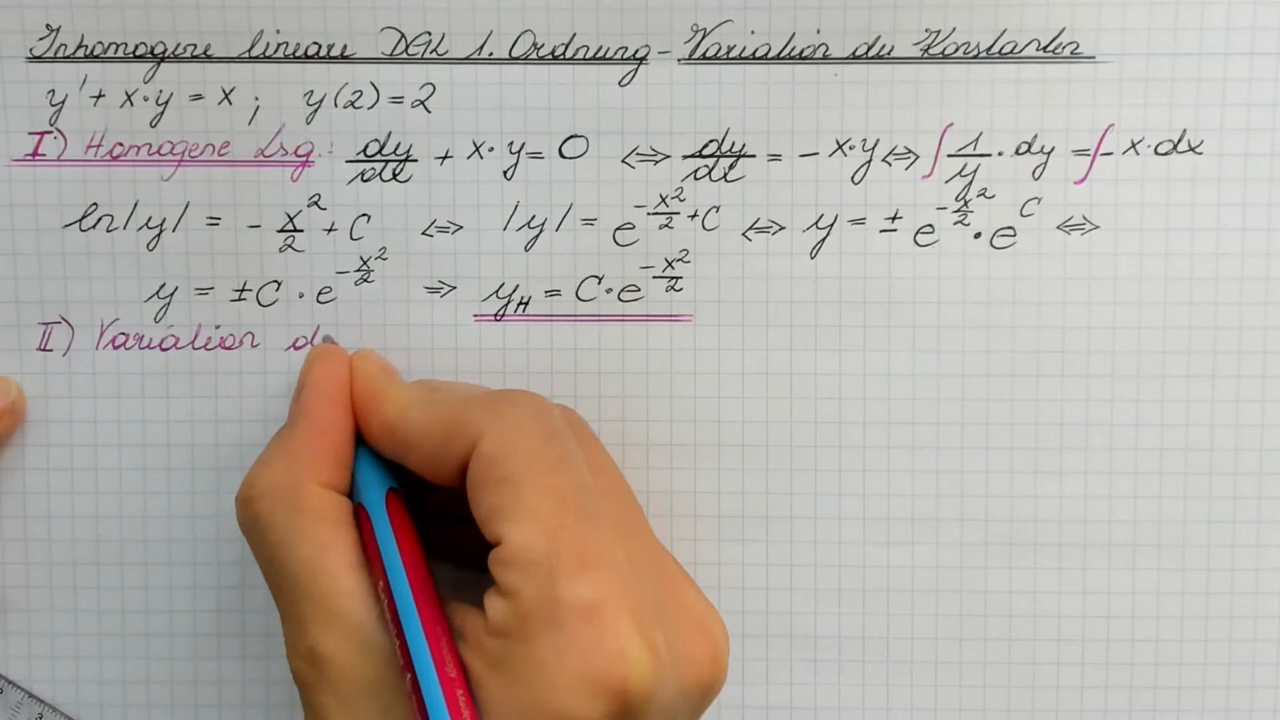 Inhomogene lineare DGL 1. Ordnung - Variation der Konstanten
y' + x·y = x ; y(2) = 2
I) Homogene Lsg: dy/dx + x·y = 0 ⇔ dy/dx = -x·y ⇔ ∫ 1/y · dy = ∫ -x·dx
ln|y| = -x²/2 + C ⇔ |y| = e^(-x²/2 + C) ⇔ y = ± e^(-x²/2) · e^C ⇔
y = ±C · e^(-x²/2) ⇒ y_H = C·e^(-x²/2)
II) Variation d